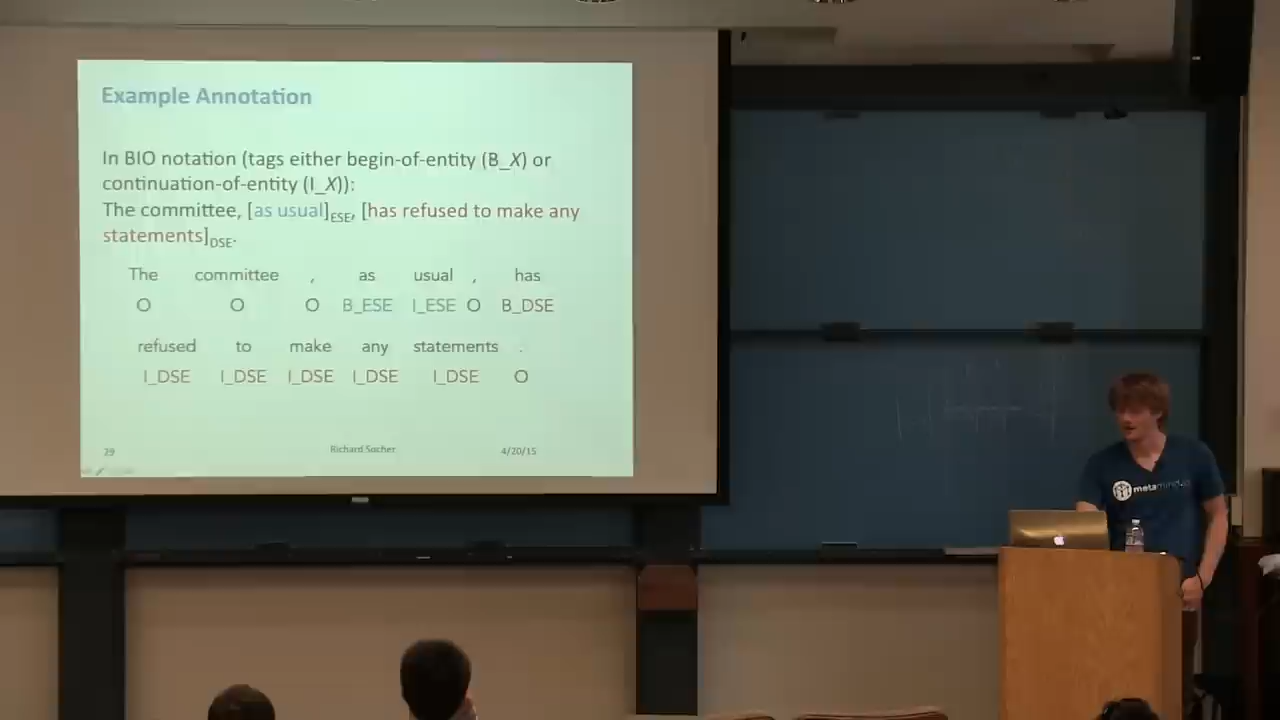 Example Annotation
In BIO notation (tags either begin-of-entity (B_X) or
continuation-of-entity (I_X)):
The committee, [as usual]ESE, [has refused to make any
statements]DSE.
The committee , as usual , has
O O O B_ESE I_ESE O B_DSE
refused to make any statements .
I_DSE I_DSE I_DSE I_DSE I_DSE O
29 Richard Socher 4/20/15
metamind.io